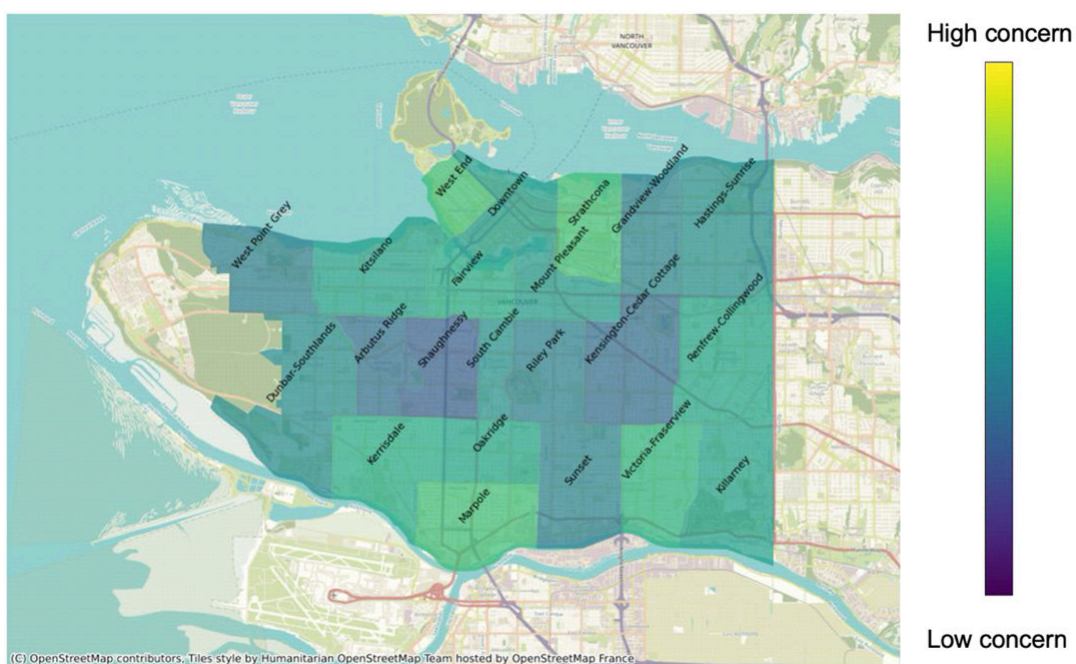 High concern
NORTH
VANCOUVER
West End
Downtown
Strathcona
Grandview-Woodland
Hastings-Sunrise
West Point Grey
Kitsilano
Fairview
Mount Pleasant
VANCOUVER
Dunbar-Southlands
Arbutus Ridge
Shaughnessy
South Cambie
Riley Park
Kensington-Cedar Cottage
Renfrew-Collingwood
Kerrisdale
Oakridge
Marpole
Sunset
Victoria-Fraserview
Killarney
Low concern
(C) OpenStreetMap contributors, Tiles style by Humanitarian OpenStreetMap Team hosted by OpenStreetMap France